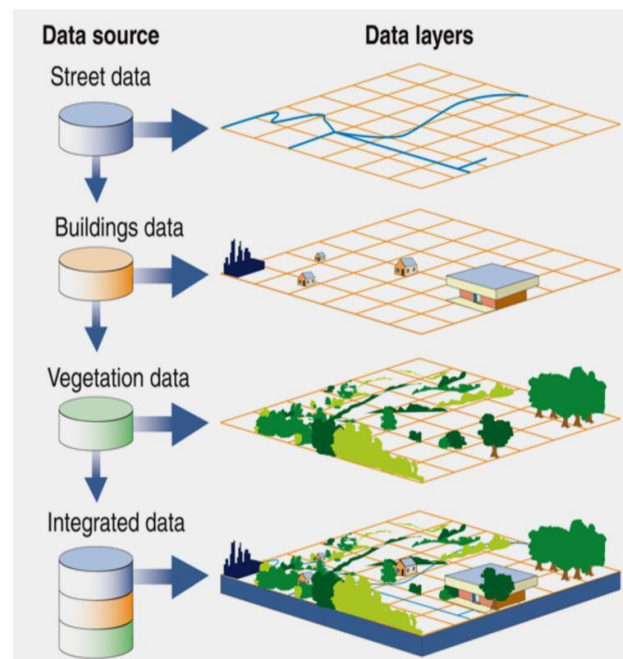 Data source
Data layers
Street data
Buildings data
Vegetation data
Integrated data